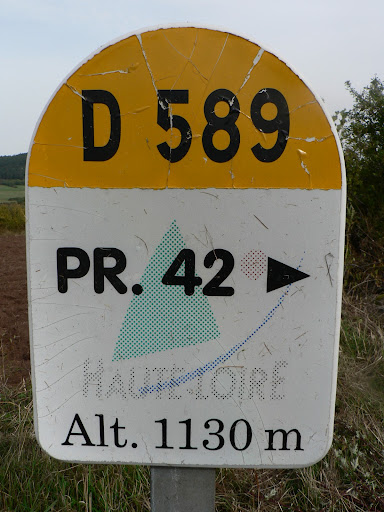 D 589
PR. 42
HAUTE-LOIRE
Alt. 1130 m